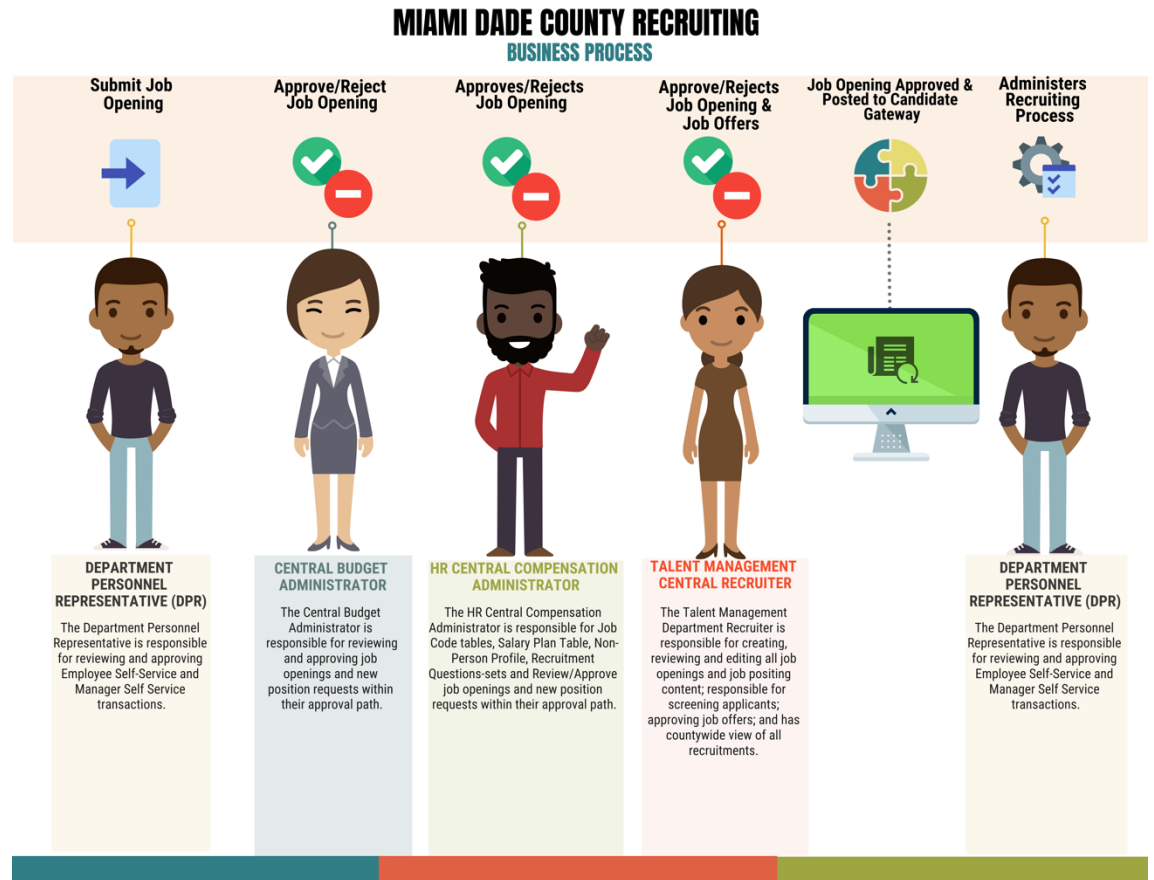 MIAMI DADE COUNTY RECRUITING
BUSINESS PROCESS
Submit Job
Opening
Approve/Reject
Job Opening
Approves/Rejects
Job Opening
Approve/Rejects
Job Opening &
Job Offers
Job Opening Approved &
Posted to Candidate
Gateway
Administers
Recruiting
Process
DEPARTMENT
PERSONNEL
REPRESENTATIVE (DPR)
The Department Personnel
Representative is responsible
for reviewing and approving
Employee Self-Service and
Manager Self Service
transactions.
CENTRAL BUDGET
ADMINISTRATOR
The Central Budget
Administrator is
responsible for reviewing
and approving job
openings and new
position requests within
their approval path.
HR CENTRAL COMPENSATION
ADMINISTRATOR
The HR Central Compensation
Administrator is responsible for Job
Code tables, Salary Plan Table, Non-
Person Profile, Recruitment
Questions-sets and Review/Approve
job openings and new position
requests within their approval path.
TALENT MANAGEMENT
CENTRAL RECRUITER
The Talent Management
Department Recruiter is
responsible for creating,
reviewing and editing all job
openings and job positing
content; responsible for
screening applicants;
approving job offers; and has
countywide view of all
recruitments.
DEPARTMENT
PERSONNEL
REPRESENTATIVE (DPR)
The Department Personnel
Representative is responsible
for reviewing and approving
Employee Self-Service and
Manager Self Service
transactions.